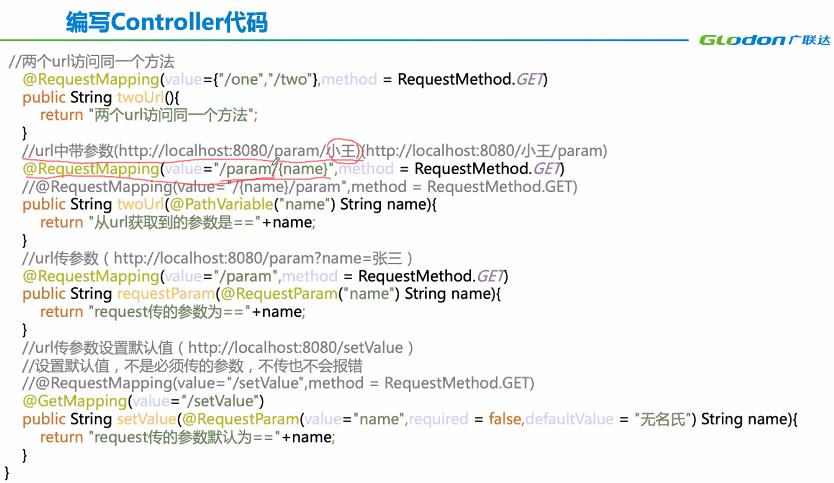 编写Controller代码
GLODON广联达
//两个url访问同一个方法
@RequestMapping(value={"/one","/two"},method = RequestMethod.GET)
public String twoUrl(){
return "两个url访问同一个方法";
}
//url中带参数(http://localhost:8080/param/小王)(http://localhost:8080/小王/param)
@RequestMapping(value="/param/{name}",method = RequestMethod.GET)
//@RequestMapping(value="/{name}/param",method = RequestMethod.GET)
public String twoUrl(@PathVariable("name") String name){
return "从url获取到的参数是=="+name;
}
//url传参数（http://localhost:8080/param?name=张三）
@RequestMapping(value="/param",method = RequestMethod.GET)
public String requestParam(@RequestParam("name") String name){
return "request传的参数为=="+name;
}
//url传参数设置默认值（http://localhost:8080/setValue）
//设置默认值，不是必须传的参数，不传也不会报错
//@RequestMapping(value="/setValue",method = RequestMethod.GET)
@GetMapping(value="/setValue")
public String setValue(@RequestParam(value="name",required = false,defaultValue = "无名氏") String name){
return "request传的参数默认为=="+name;
}
}